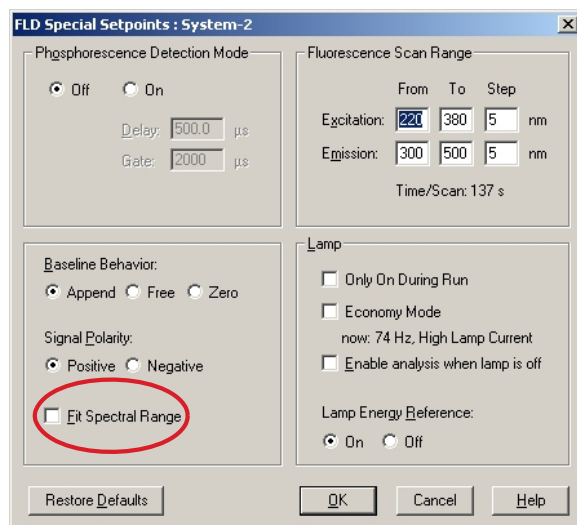 FLD Special Setpoints : System-2
Phosphorescence Detection Mode
Off On
Delay: 500.0 µs
Gate: 2000 µs
Fluorescence Scan Range
From To Step
Excitation: 220 380 5 nm
Emission: 300 500 5 nm
Time/Scan: 137 s
Baseline Behavior:
Append Free Zero
Signal Polarity:
Positive Negative
Fit Spectral Range
Lamp
Only On During Run
Economy Mode
now: 74 Hz, High Lamp Current
Enable analysis when lamp is off
Lamp Energy Reference:
On Off
Restore Defaults OK Cancel Help